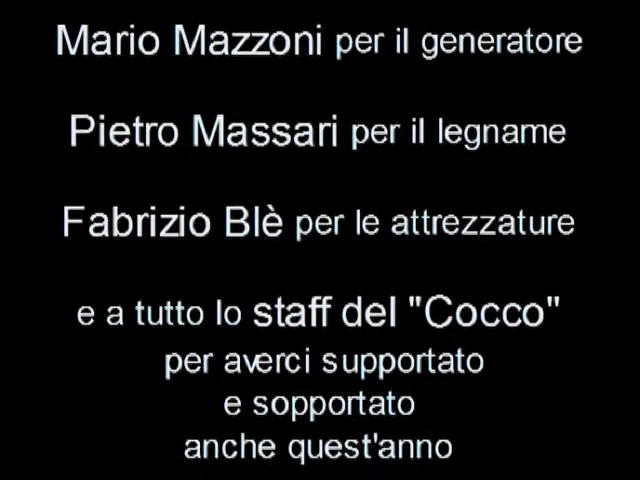 Mario Mazzoni per il generatore
Pietro Massari per il legname
Fabrizio Blè per le attrezzature
e a tutto lo staff del "Cocco"
per averci supportato
e sopportato
anche quest'anno